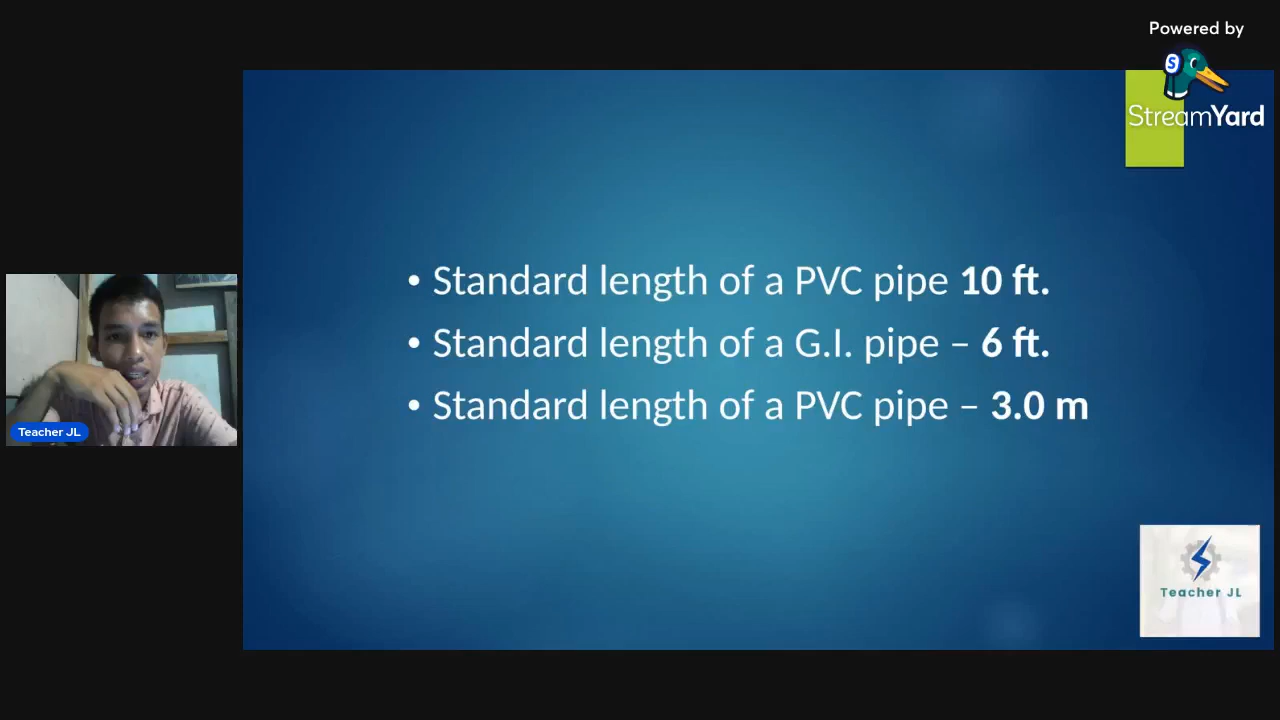 Powered by
StreamYard
• Standard length of a PVC pipe 10 ft.
• Standard length of a G.I. pipe – 6 ft.
• Standard length of a PVC pipe – 3.0 m
Teacher JL
Teacher JL